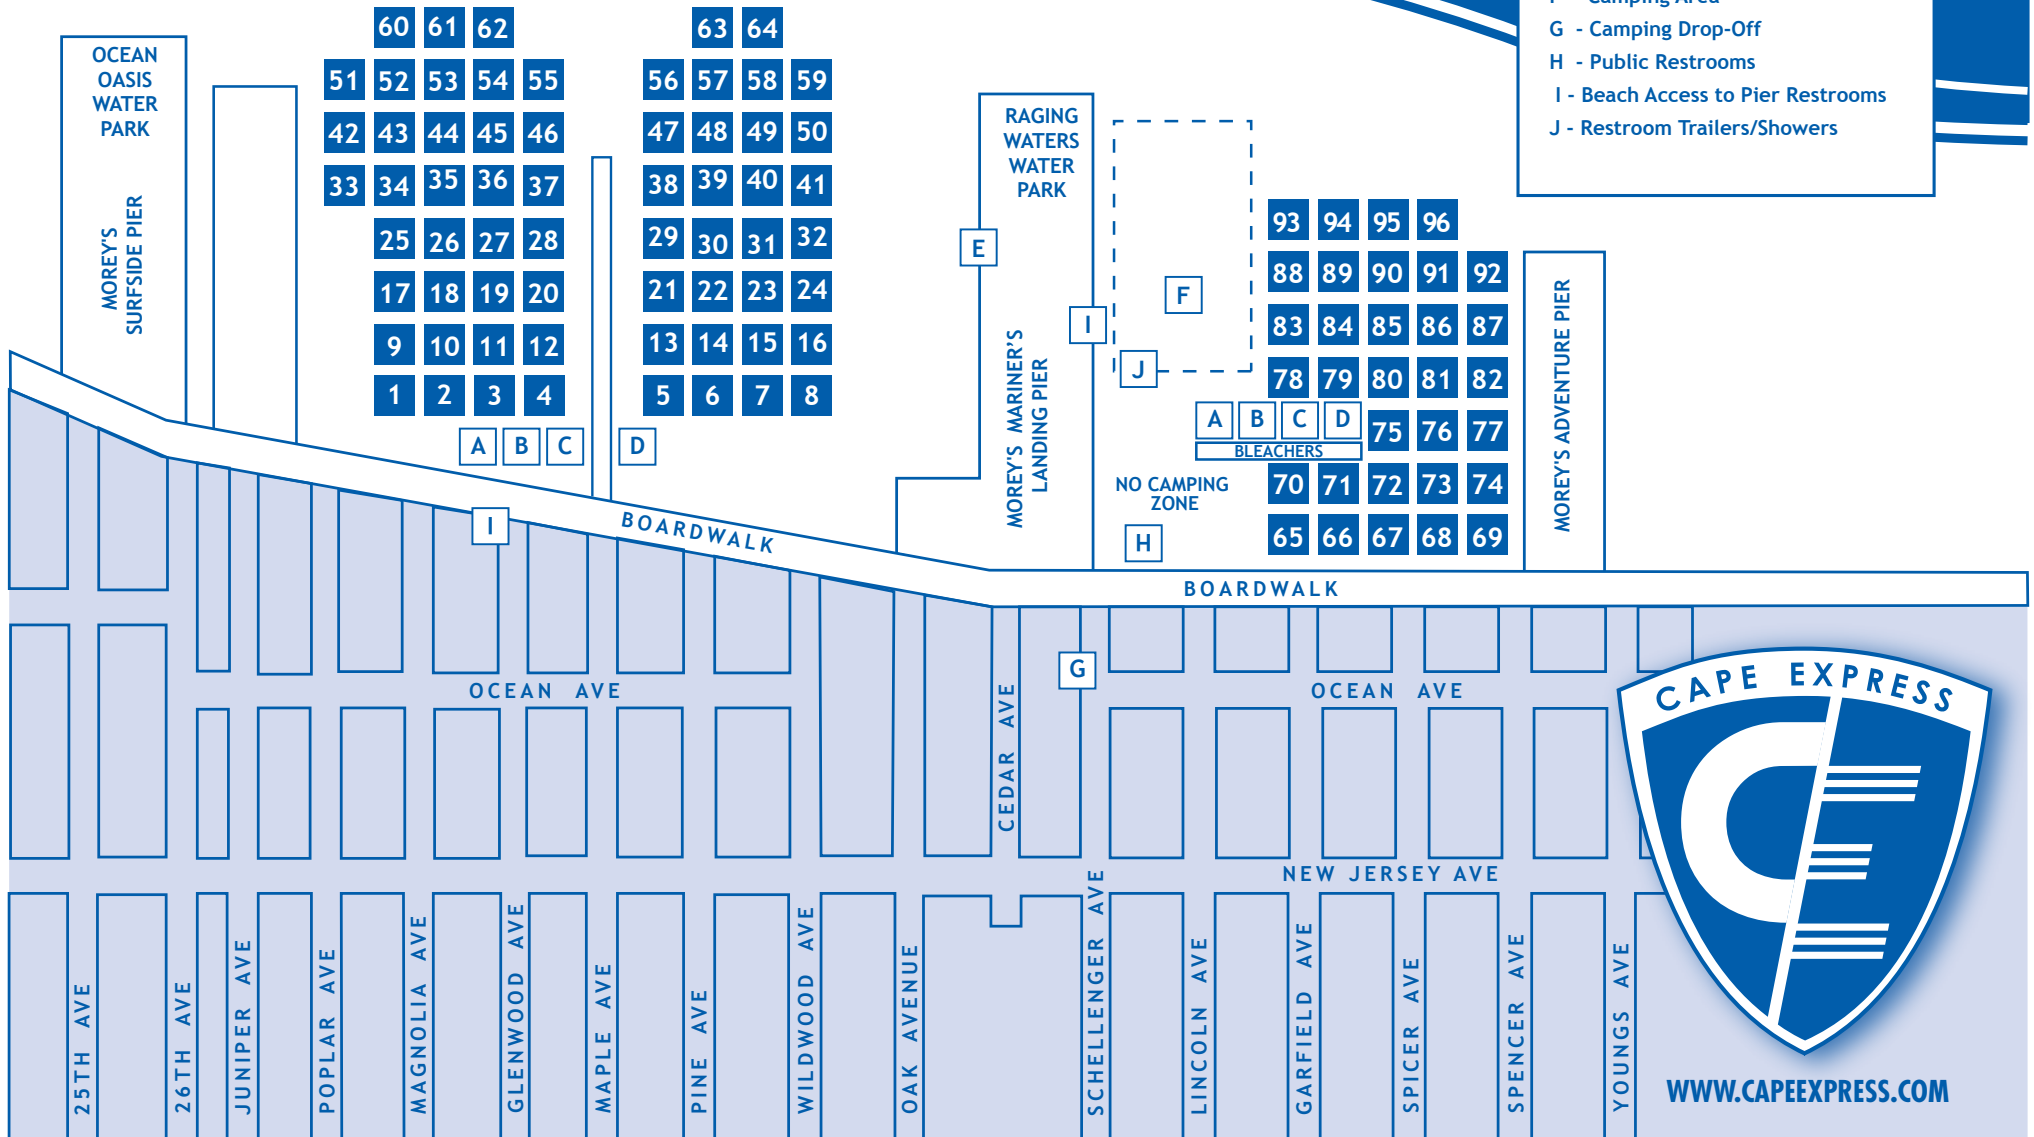 - Camping Area
G - Camping Drop-Off
H - Public Restrooms
I - Beach Access to Pier Restrooms
J - Restroom Trailers/Showers
OCEAN
OASIS
WATER
PARK
MOREY'S
SURFSIDE PIER
60 61 62
51 52 53 54 55
42 43 44 45 46
33 34 35 36 37
25 26 27 28
17 18 19 20
9 10 11 12
1 2 3 4
A B C D
63 64
56 57 58 59
47 48 49 50
38 39 40 41
29 30 31 32
21 22 23 24
13 14 15 16
5 6 7 8
RAGING
WATERS
WATER
PARK
E
MOREY'S MARINER'S
LANDING PIER
I
F
J
93 94 95 96
88 89 90 91 92
83 84 85 86 87
78 79 80 81 82
A B C D 75 76 77
BLEACHERS
70 71 72 73 74
65 66 67 68 69
NO CAMPING
ZONE
H
MOREY'S ADVENTURE PIER
I
BOARDWALK
BOARDWALK
G
OCEAN AVE
OCEAN AVE
CEDAR AVE
NEW JERSEY AVE
25TH AVE
26TH AVE
JUNIPER AVE
POPLAR AVE
MAGNOLIA AVE
GLENWOOD AVE
MAPLE AVE
PINE AVE
WILDWOOD AVE
OAK AVENUE
SCHELLENGER AVE
LINCOLN AVE
GARFIELD AVE
SPICER AVE
SPENCER AVE
YOUNGS AVE
CAPE EXPRESS
CE
WWW.CAPEEXPRESS.COM